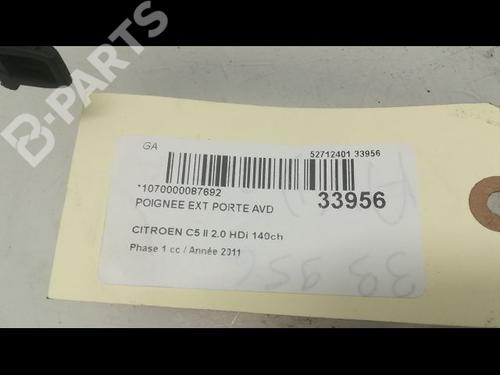 B-PARTS
GA
52712401 33956
*1070000087692
33956
POIGNEE EXT PORTE AVD
CITROEN C5 II 2.0 HDi 140ch
Phase 1 cc / Année 2011
33956